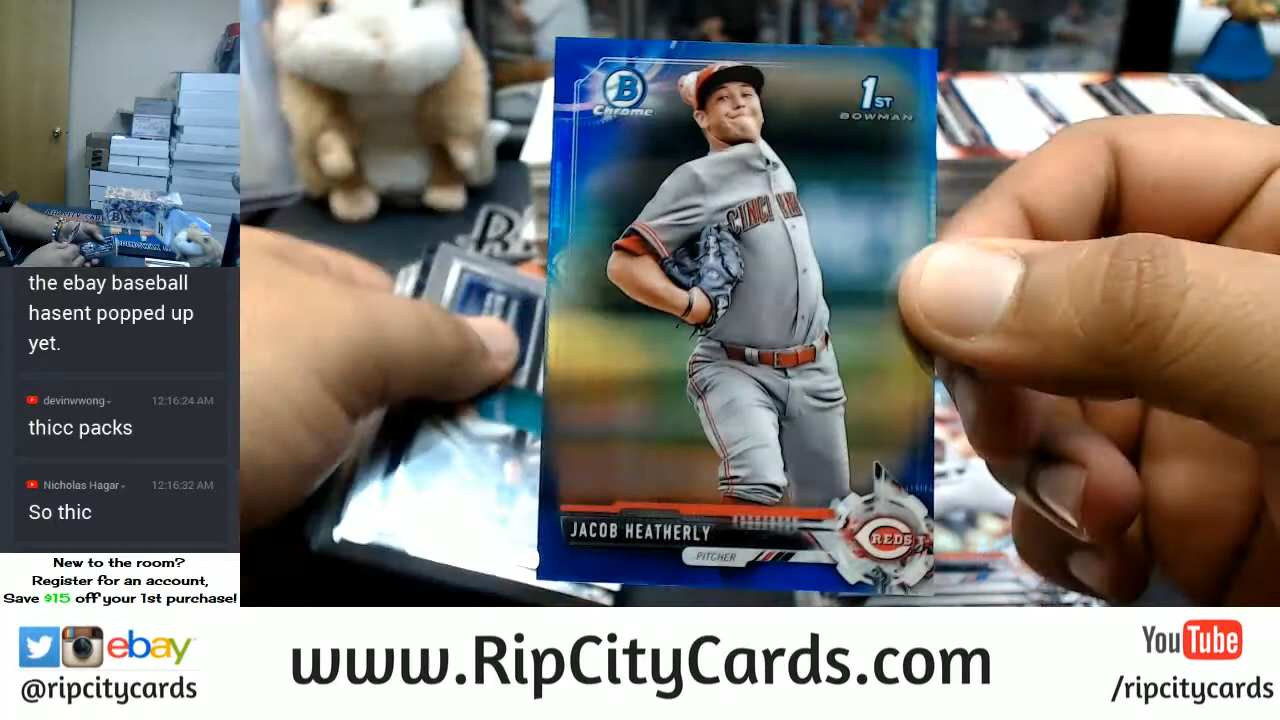 the ebay baseball
hasent popped up
yet.
devinwwong
12:16:24 AM
thicc packs
Nicholas Hagar
12:16:32 AM
So thic
New to the room?
Register for an account,
Save $15 off your 1st purchase!
B
Chrome
1ST
BOWMAN
CINCINNATI
JACOB HEATHERLY
PITCHER
REDS
ebay
@ripcitycards
www.RipCityCards.com
YouTube
/ripcitycards